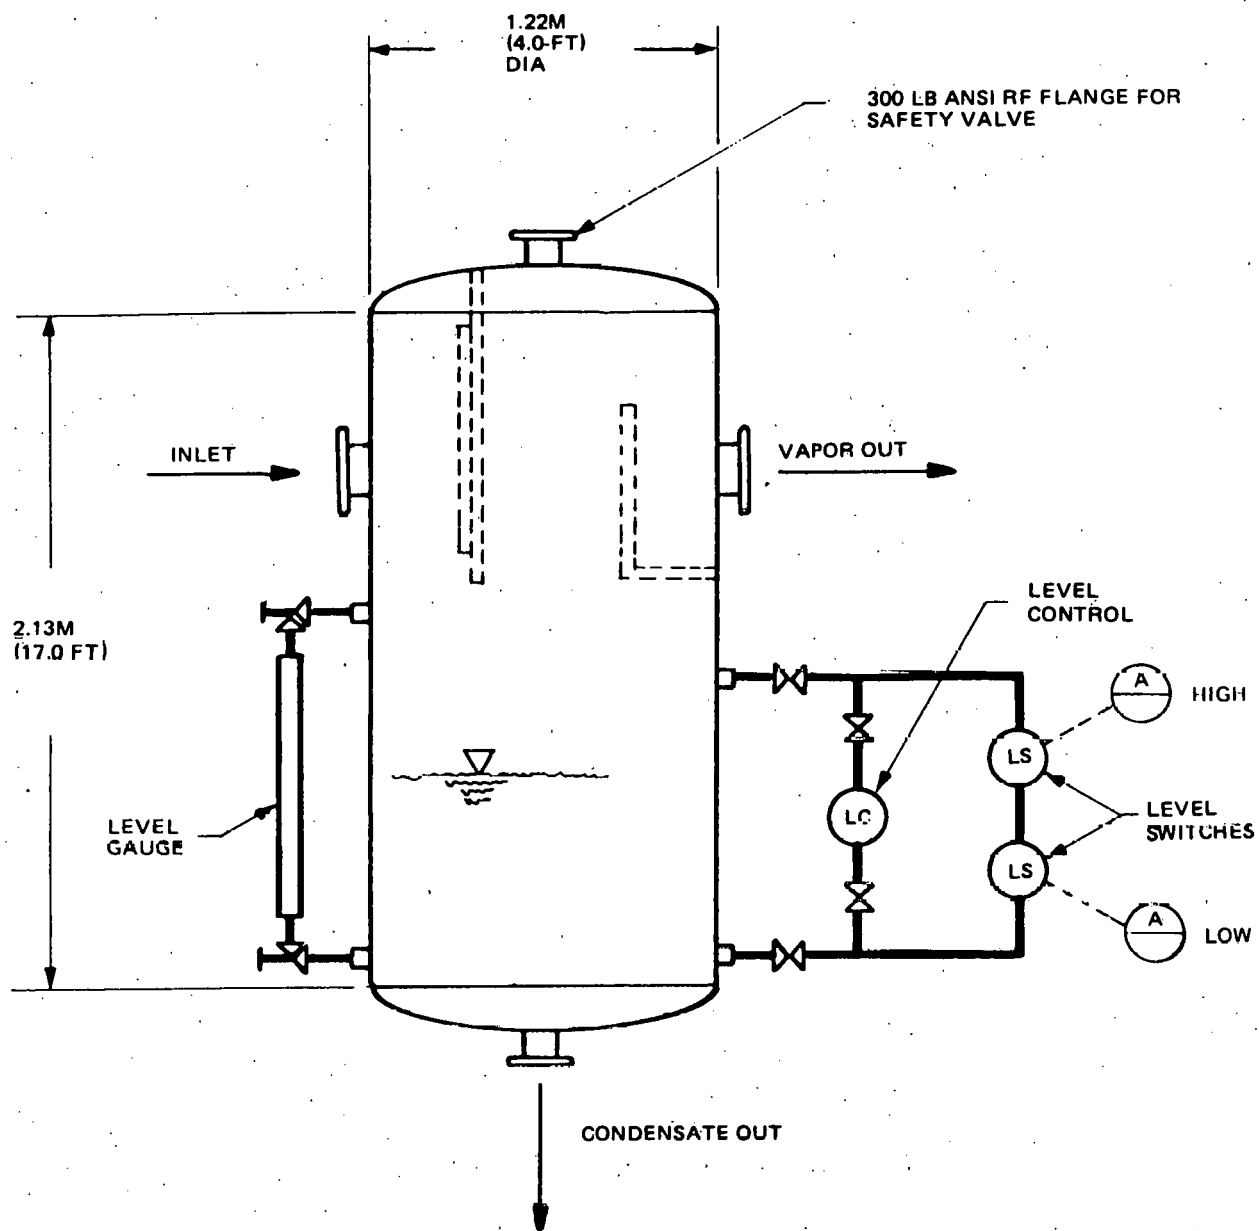 1.22M
(4.0-FT)
DIA
300 LB ANSI RF FLANGE FOR
SAFETY VALVE
INLET
VAPOR OUT
2.13M
(17.0 FT)
LEVEL
CONTROL
A
HIGH
LS
LC
LEVEL
SWITCHES
LEVEL
GAUGE
LS
A
LOW
CONDENSATE OUT